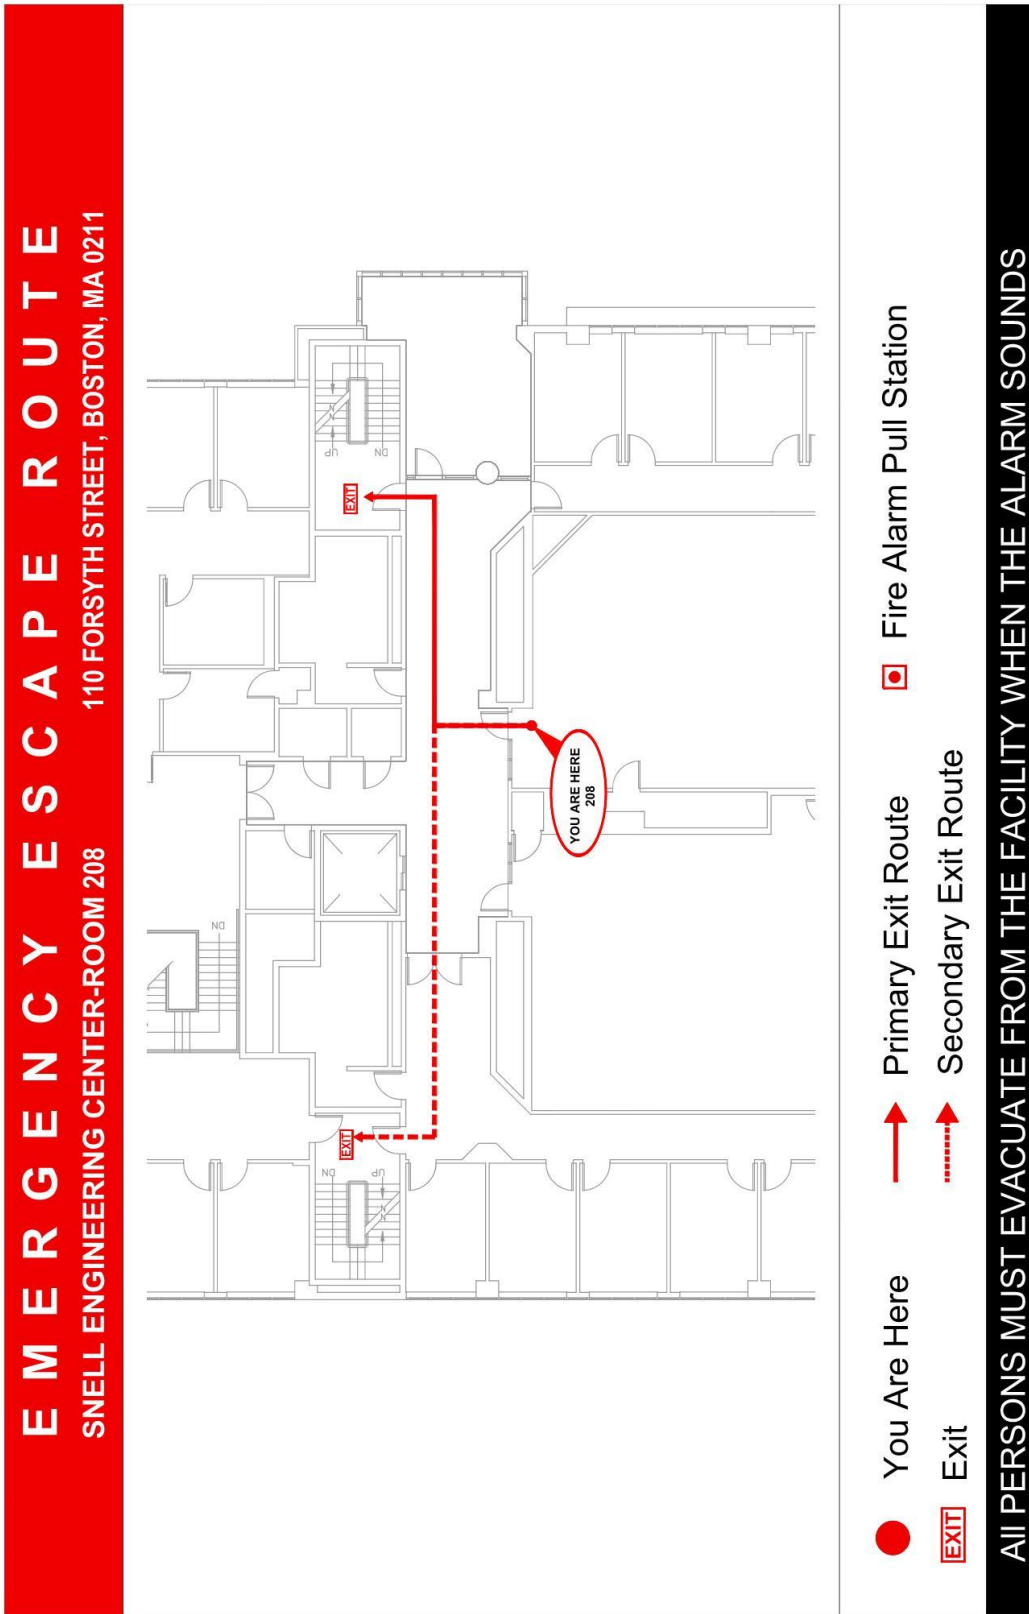 EMERGENCY ESCAPE ROUTE
SNELL ENGINEERING CENTER-ROOM 208 110 FORSYTH STREET, BOSTON, MA 0211
DN
DN
UP
EXIT
EXIT
UP
DN
YOU ARE HERE
208
You Are Here
Primary Exit Route
Fire Alarm Pull Station
EXIT Exit
Secondary Exit Route
All PERSONS MUST EVACUATE FROM THE FACILITY WHEN THE ALARM SOUNDS